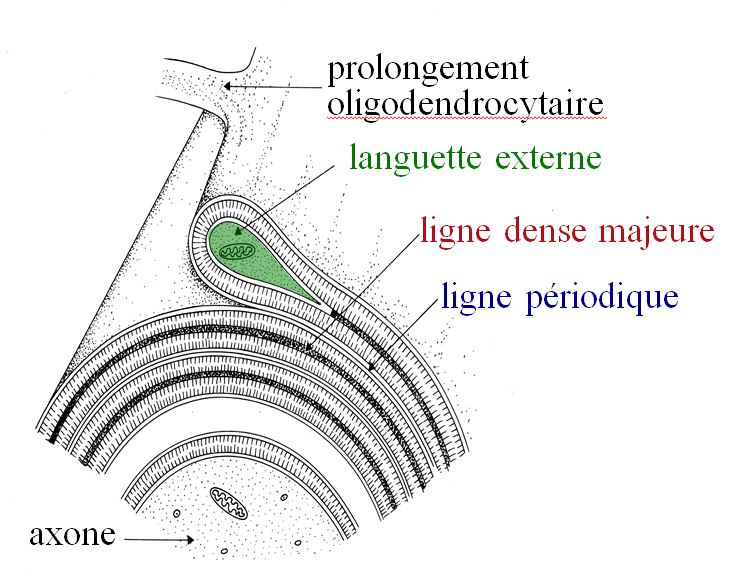 prolongement
oligodendrocytaire
languette externe
ligne dense majeure
ligne périodique
axone